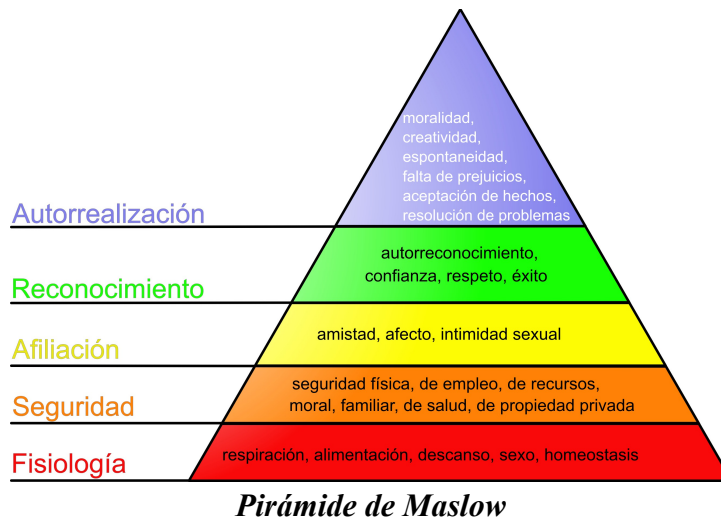 moralidad,
creatividad,
espontaneidad,
falta de prejuicios,
aceptación de hechos,
resolución de problemas
Autorrealización
autorreconocimiento,
confianza, respeto, éxito
Reconocimiento
amistad, afecto, intimidad sexual
Afiliación
seguridad física, de empleo, de recursos,
moral, familiar, de salud, de propiedad privada
Seguridad
respiración, alimentación, descanso, sexo, homeostasis
Fisiología
Pirámide de Maslow